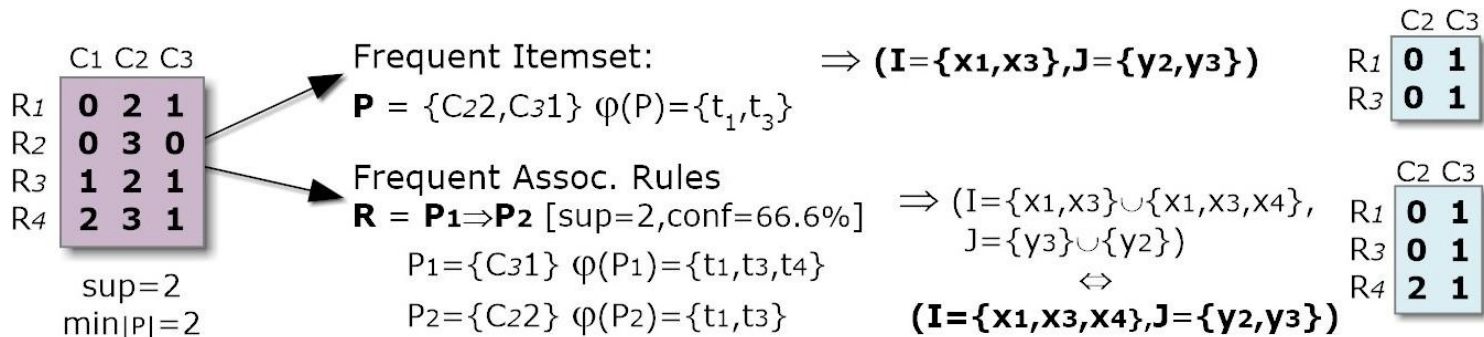 C1 C2 C3
R1 0 2 1
R2 0 3 0
R3 1 2 1
R4 2 3 1
sup=2
min|P|=2
Frequent Itemset:
P = {C22,C31} φ(P)={t1,t3}
⇒ (I={x1,x3},J={y2,y3})
C2 C3
R1 0 1
R3 0 1
Frequent Assoc. Rules
R = P1⇒P2 [sup=2,conf=66.6%]
P1={C31} φ(P1)={t1,t3,t4}
P2={C22} φ(P2)={t1,t3}
⇒ (I={x1,x3}∪{x1,x3,x4},
J={y3}∪{y2})
⇔
(I={x1,x3,x4},J={y2,y3})
C2 C3
R1 0 1
R3 0 1
R4 2 1